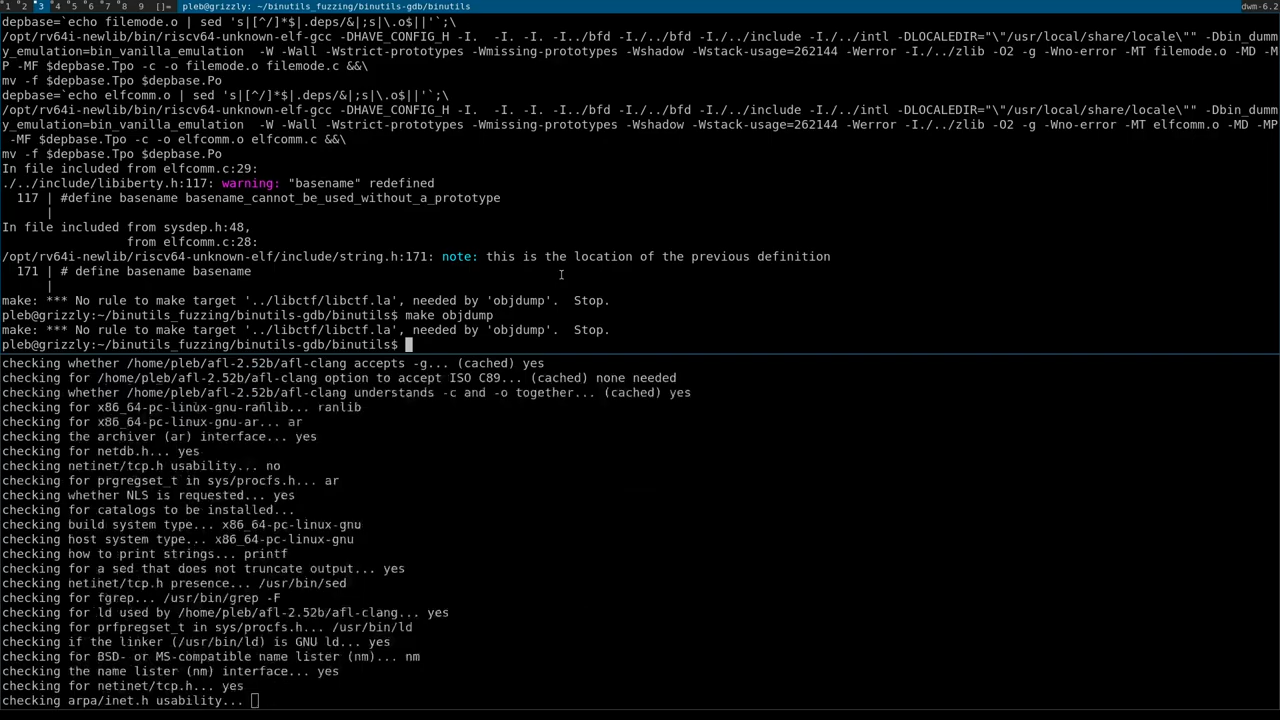 1 2 3 4 5 6 7 8 9 []= pleb@grizzly: ~/binutils_fuzzing/binutils-gdb/binutils dwm-6.2
depbase=`echo filemode.o | sed 's|[^/]*$|.deps/&|;s|\.o$||'`;\
/opt/rv64i-newlib/bin/riscv64-unknown-elf-gcc -DHAVE_CONFIG_H -I.  -I. -I. -I../bfd -I./../bfd -I./../include -I./../intl -DLOCALEDIR="\"/usr/local/share/locale\"" -Dbin_dumm
y_emulation=bin_vanilla_emulation  -W -Wall -Wstrict-prototypes -Wmissing-prototypes -Wshadow -Wstack-usage=262144 -Werror -I./../zlib -O2 -g -Wno-error -MT filemode.o -MD -M
P -MF $depbase.Tpo -c -o filemode.o filemode.c &&\
mv -f $depbase.Tpo $depbase.Po
depbase=`echo elfcomm.o | sed 's|[^/]*$|.deps/&|;s|\.o$||'`;\
/opt/rv64i-newlib/bin/riscv64-unknown-elf-gcc -DHAVE_CONFIG_H -I.  -I. -I. -I../bfd -I./../bfd -I./../include -I./../intl -DLOCALEDIR="\"/usr/local/share/locale\"" -Dbin_dumm
y_emulation=bin_vanilla_emulation  -W -Wall -Wstrict-prototypes -Wmissing-prototypes -Wshadow -Wstack-usage=262144 -Werror -I./../zlib -O2 -g -Wno-error -MT elfcomm.o -MD -MP
 -MF $depbase.Tpo -c -o elfcomm.o elfcomm.c &&\
mv -f $depbase.Tpo $depbase.Po
In file included from elfcomm.c:29:
./../include/libiberty.h:117: warning: "basename" redefined
  117 | #define basename basename_cannot_be_used_without_a_prototype
      |
In file included from sysdep.h:48,
                 from elfcomm.c:28:
/opt/rv64i-newlib/riscv64-unknown-elf/include/string.h:171: note: this is the location of the previous definition
  171 | # define basename basename
      |
make: *** No rule to make target '../libctf/libctf.la', needed by 'objdump'.  Stop.
pleb@grizzly:~/binutils_fuzzing/binutils-gdb/binutils$ make objdump
make: *** No rule to make target '../libctf/libctf.la', needed by 'objdump'.  Stop.
pleb@grizzly:~/binutils_fuzzing/binutils-gdb/binutils$
checking whether /home/pleb/afl-2.52b/afl-clang accepts -g... (cached) yes
checking for /home/pleb/afl-2.52b/afl-clang option to accept ISO C89... (cached) none needed
checking whether /home/pleb/afl-2.52b/afl-clang understands -c and -o together... (cached) yes
checking for x86_64-pc-linux-gnu-ranlib... ranlib
checking for x86_64-pc-linux-gnu-ar... ar
checking the archiver (ar) interface... yes
checking for netdb.h... yes
checking netinet/tcp.h usability... no
checking for prgregset_t in sys/procfs.h... ar
checking whether NLS is requested... yes
checking for catalogs to be installed...
checking build system type... x86_64-pc-linux-gnu
checking host system type... x86_64-pc-linux-gnu
checking how to print strings... printf
checking for a sed that does not truncate output... yes
checking netinet/tcp.h presence... /usr/bin/sed
checking for fgrep... /usr/bin/grep -F
checking for ld used by /home/pleb/afl-2.52b/afl-clang... yes
checking for prfpregset_t in sys/procfs.h... /usr/bin/ld
checking if the linker (/usr/bin/ld) is GNU ld... yes
checking for BSD- or MS-compatible name lister (nm)... nm
checking the name lister (nm) interface... yes
checking for netinet/tcp.h... yes
checking arpa/inet.h usability...